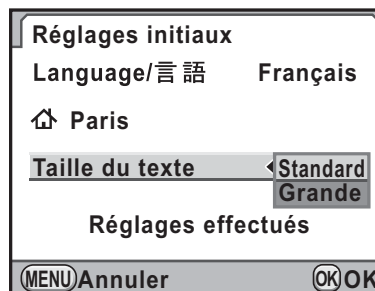 Réglages initiaux
Language/言語 Français
Paris
Taille du texte Standard
Grande
Réglages effectués
MENU Annuler OK OK